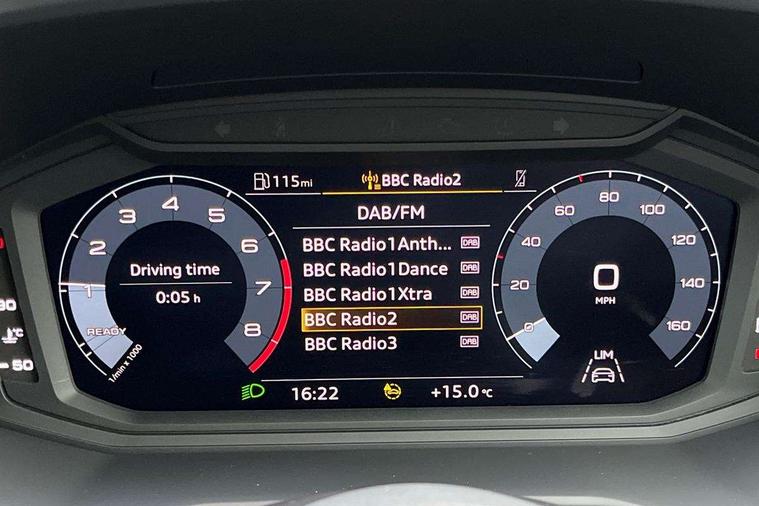 115mi
BBC Radio2
DAB/FM
BBC Radio1Anth... DAB
BBC Radio1Dance DAB
BBC Radio1Xtra DAB
BBC Radio2 DAB
BBC Radio3 DAB
Driving time
0:05 h
1 2 3 4 5 6 7 8
READY
1/min x 1000
0 20 40 60 80 100 120 140 160
0
MPH
LIM
16:22
+15.0 °C
90
°C
50